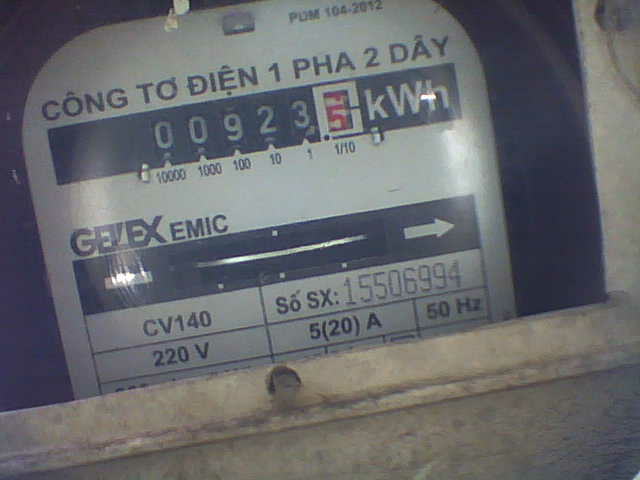 PDM 104-2012
CÔNG TƠ ĐIỆN 1 PHA 2 DÂY
0 0 9 2 3 5 kWh
10000 1000 100 10 1 1/10
GELEX EMIC
Số SX: 15506994
CV140
5(20) A 50 Hz
220 V